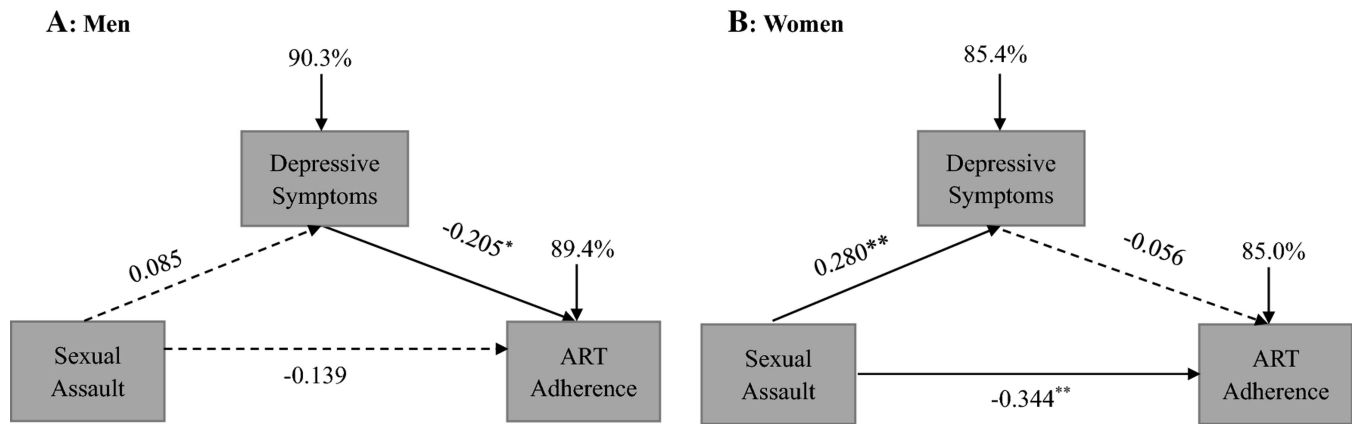 A: Men
90.3%
Depressive
Symptoms
0.085
-0.205*
89.4%
Sexual
Assault
-0.139
ART
Adherence
B: Women
85.4%
Depressive
Symptoms
0.280**
-0.056
85.0%
Sexual
Assault
-0.344**
ART
Adherence